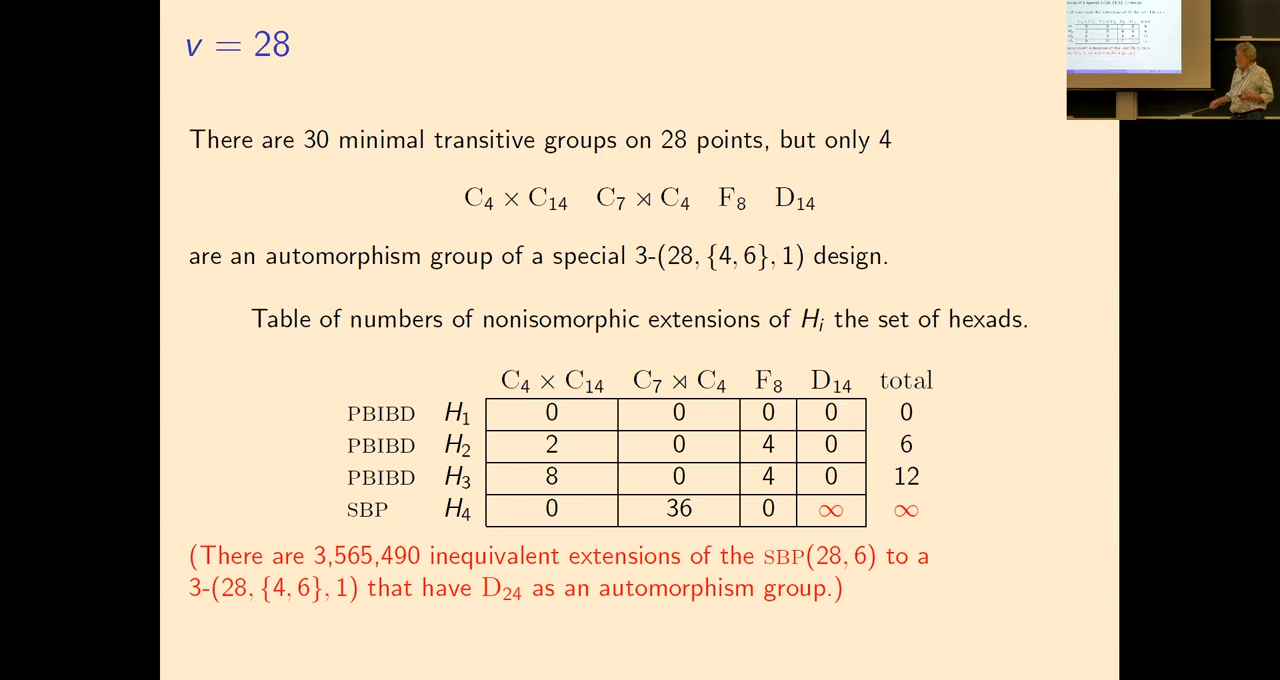 v = 28
There are 30 minimal transitive groups on 28 points, but only 4
C₄ × C₁₄ C₇ ⋊ C₄ F₈ D₁₄
are an automorphism group of a special 3-(28, {4, 6}, 1) design.
Table of numbers of nonisomorphic extensions of Hᵢ the set of hexads.
C₄ × C₁₄ C₇ ⋊ C₄ F₈ D₁₄ total
PBIBD H₁ 0 0 0 0 0
PBIBD H₂ 2 0 4 0 6
PBIBD H₃ 8 0 4 0 12
SBP H₄ 0 36 0 ∞ ∞
(There are 3,565,490 inequivalent extensions of the SBP(28, 6) to a
3-(28, {4, 6}, 1) that have D₂₄ as an automorphism group.)